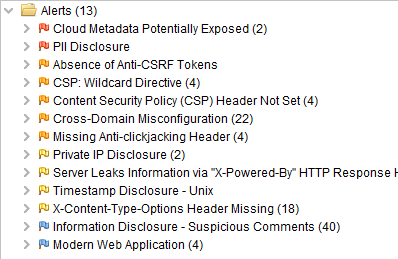 Alerts (13)
Cloud Metadata Potentially Exposed (2)
PII Disclosure
Absence of Anti-CSRF Tokens
CSP: Wildcard Directive (4)
Content Security Policy (CSP) Header Not Set (4)
Cross-Domain Misconfiguration (22)
Missing Anti-clickjacking Header (4)
Private IP Disclosure (2)
Server Leaks Information via "X-Powered-By" HTTP Response H
Timestamp Disclosure - Unix
X-Content-Type-Options Header Missing (18)
Information Disclosure - Suspicious Comments (40)
Modern Web Application (4)